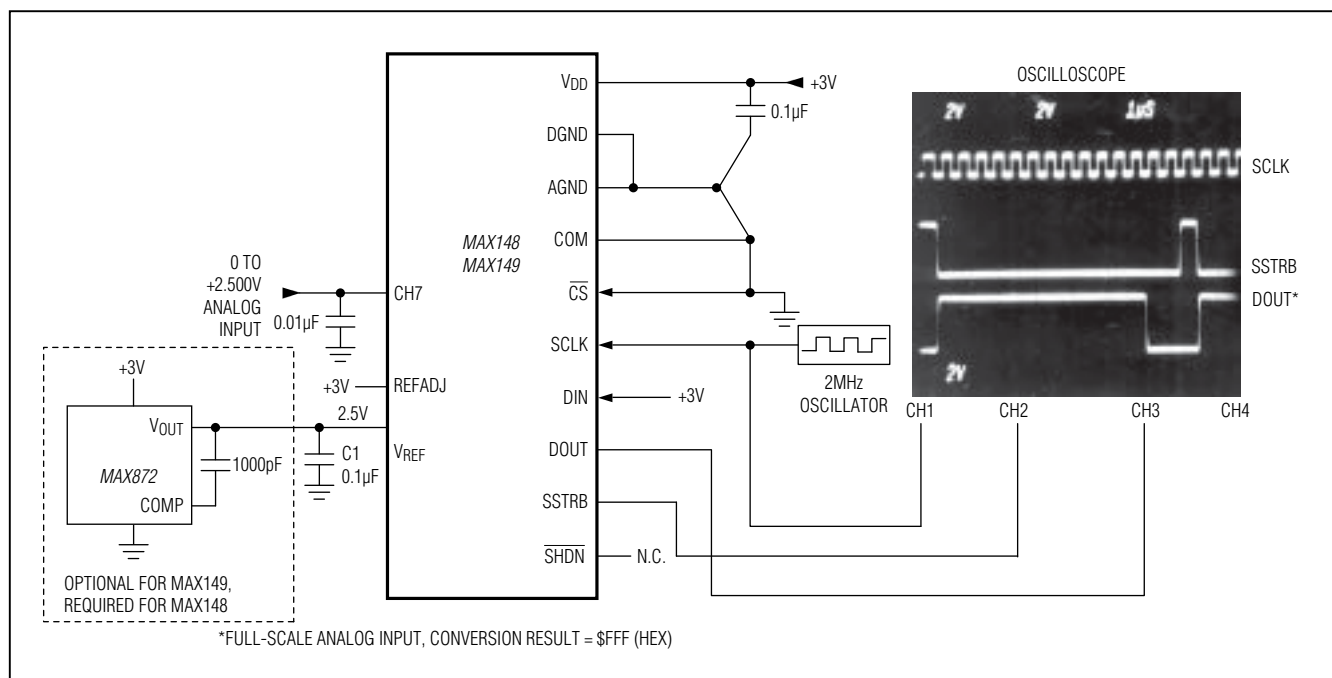 OSCILLOSCOPE
2V 2V 1µS
2V
SCLK
SSTRB
DOUT*
CH1 CH2 CH3 CH4
VDD
DGND
AGND
COM
CS
SCLK
DIN
DOUT
SSTRB
SHDN
MAX148
MAX149
CH7
REFADJ
VREF
+3V
0.1µF
0 TO
+2.500V
ANALOG
INPUT
0.01µF
+3V
2.5V
C1
0.1µF
+3V
VOUT
1000pF
MAX872
COMP
OPTIONAL FOR MAX149,
REQUIRED FOR MAX148
2MHz
OSCILLATOR
+3V
N.C.
*FULL-SCALE ANALOG INPUT, CONVERSION RESULT = $FFF (HEX)